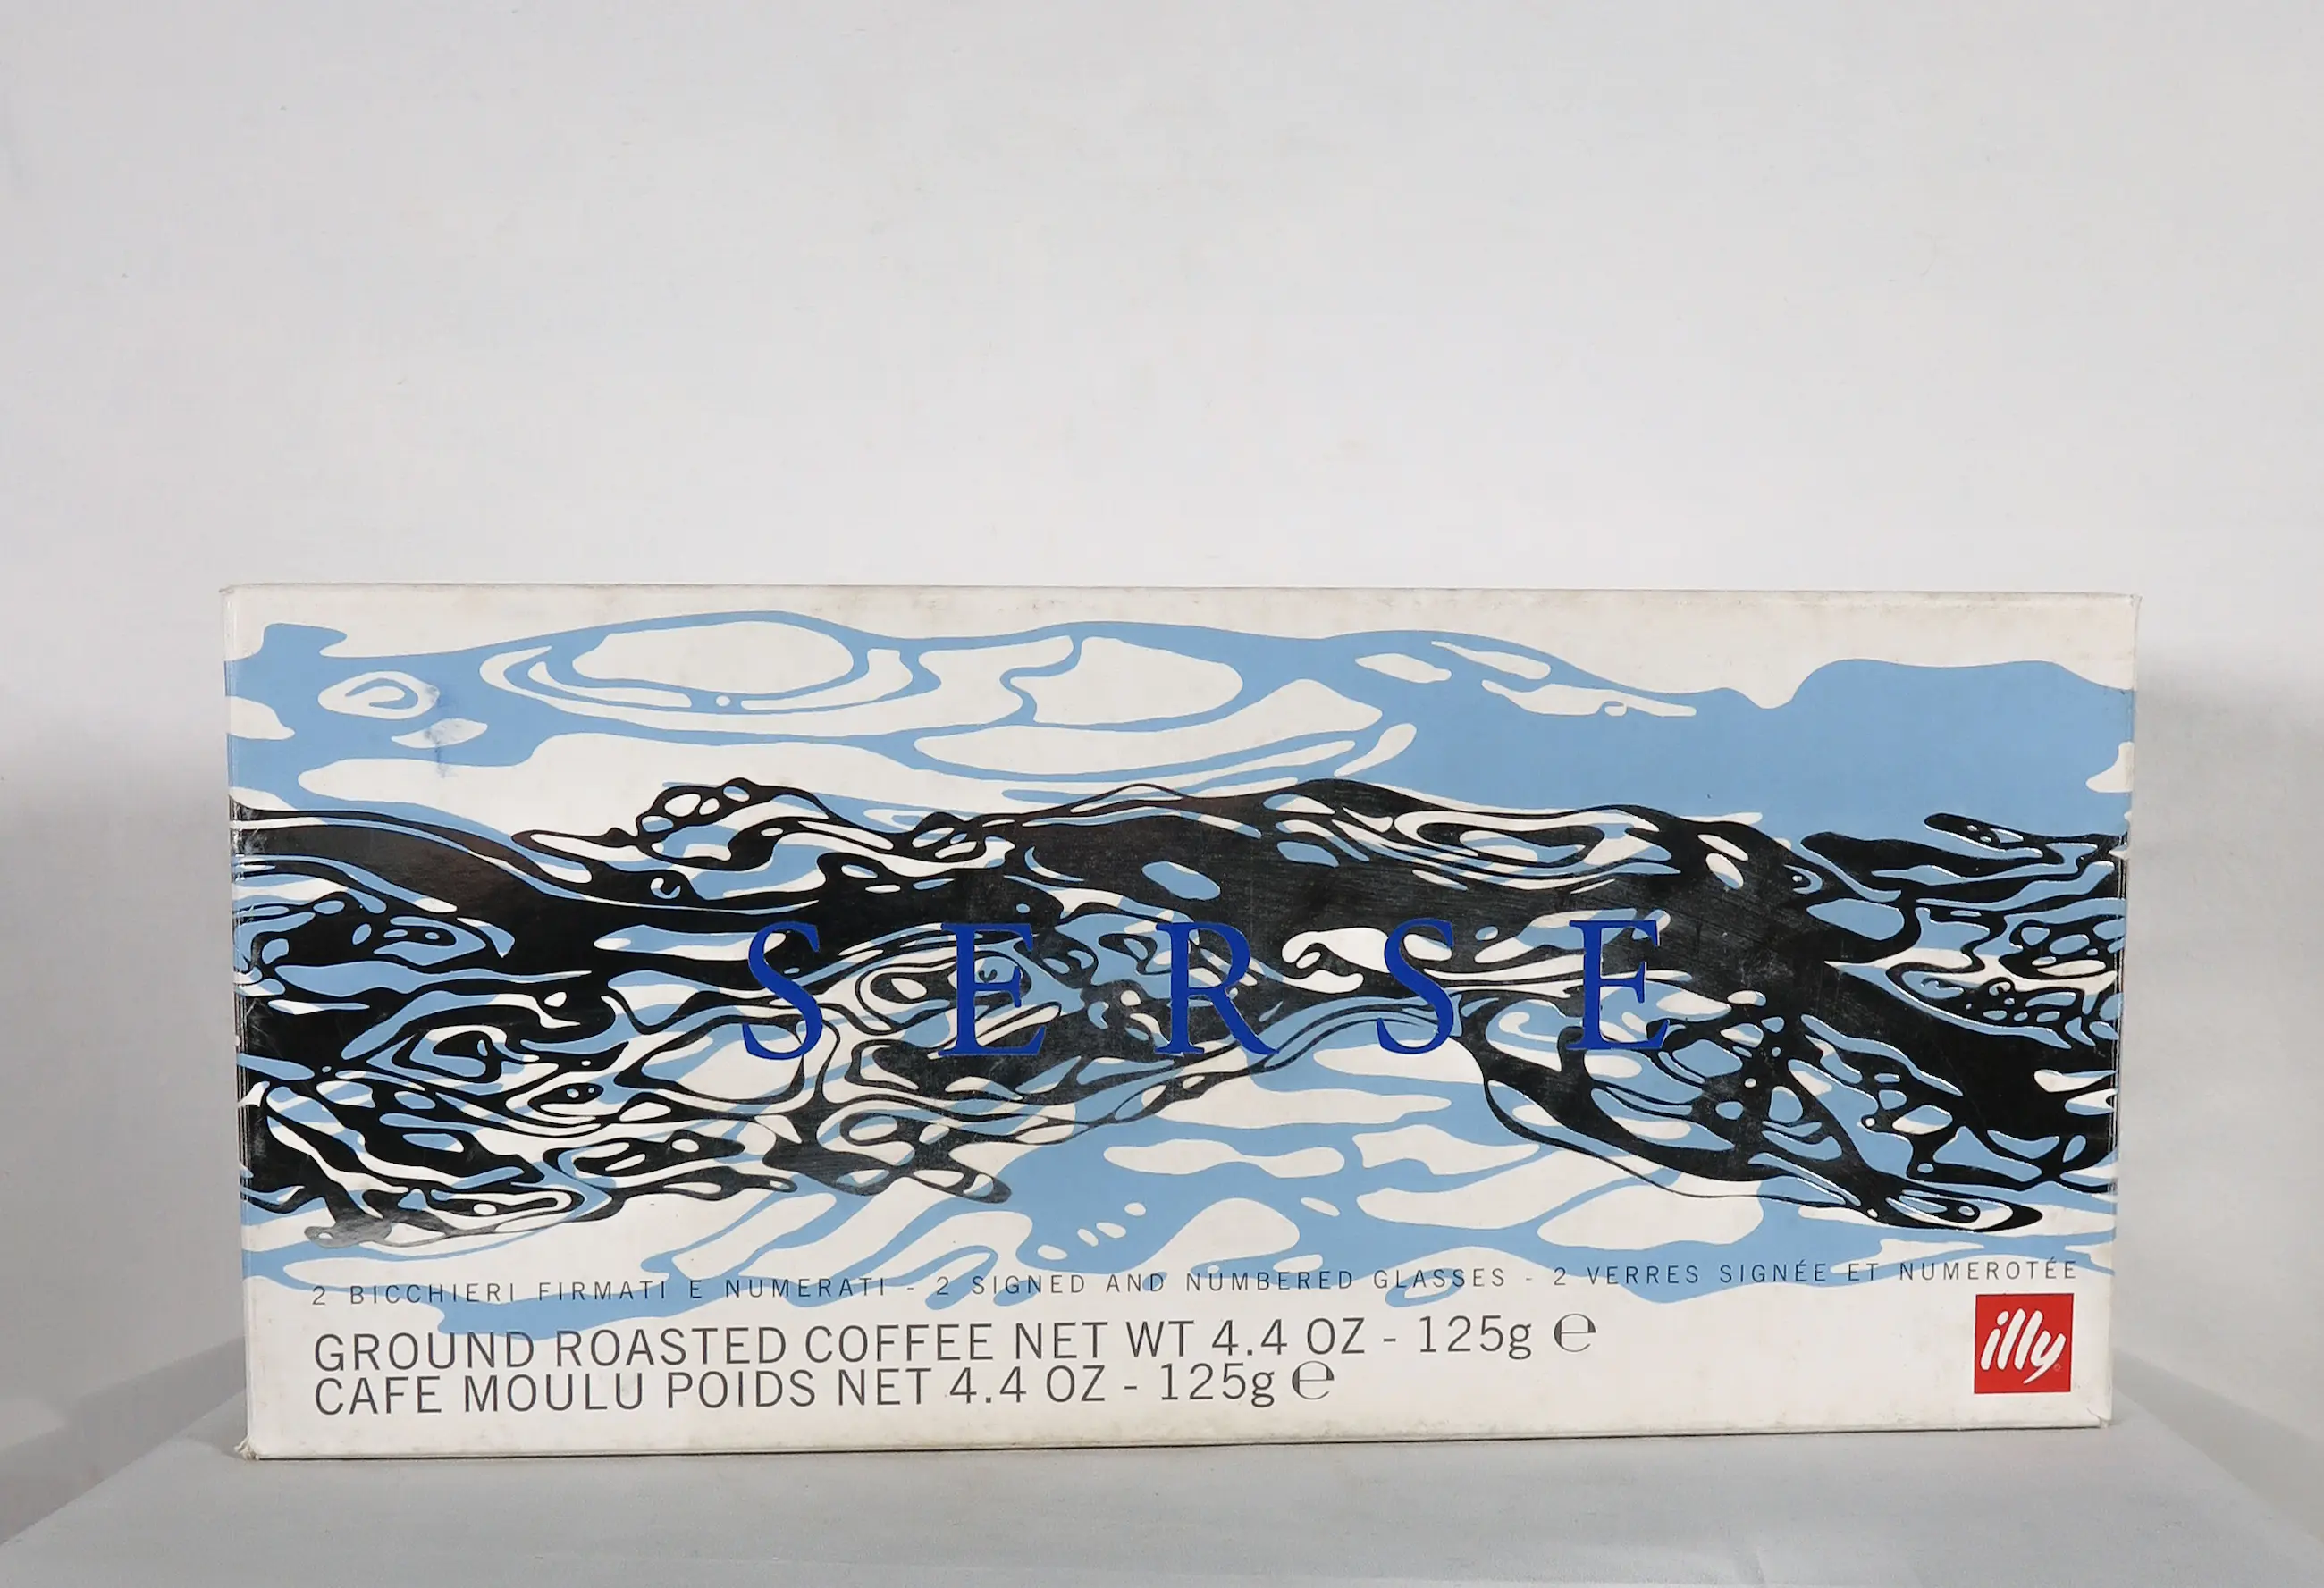 S E R S E
2 BICCHIERI FIRMATI E NUMERATI - 2 SIGNED AND NUMBERED GLASSES - 2 VERRES SIGNÉE ET NUMEROTÉE
GROUND ROASTED COFFEE NET WT 4.4 OZ - 125g ℮
CAFE MOULU POIDS NET 4.4 OZ - 125g ℮
illy